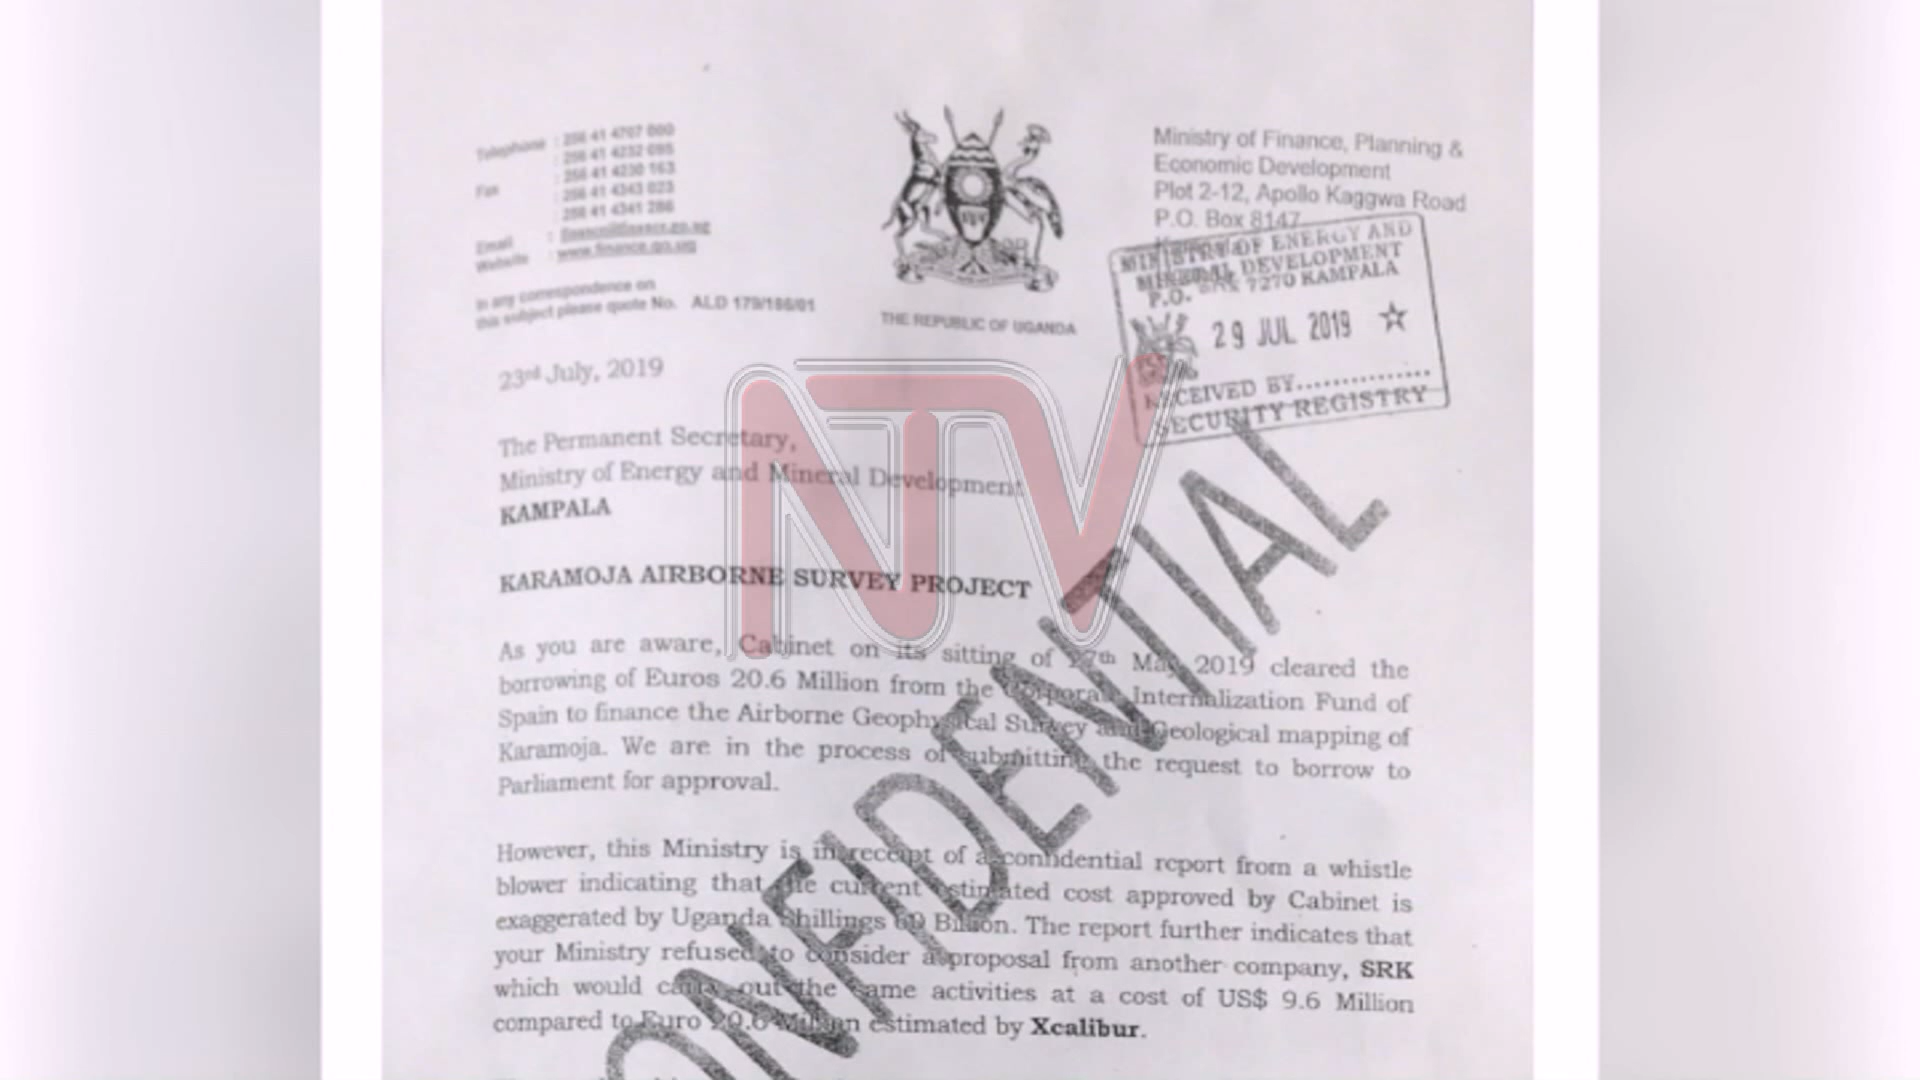 Telephone : 256 41 4707 000
: 256 41 4232 095
Fax : 256 41 4230 163
: 256 41 4343 023
: 256 41 4341 286
Email :
Website : www.finance.go.ug
In any correspondence on
this subject please quote No. ALD 179/186/01
THE REPUBLIC OF UGANDA
Ministry of Finance, Planning &
Economic Development
Plot 2-12, Apollo Kaggwa Road
P.O. Box 8147
MINISTRY OF ENERGY AND
MINERAL DEVELOPMENT
P.O. BOX 7270 KAMPALA
29 JUL 2019
RECEIVED BY...............
SECURITY REGISTRY
23rd July, 2019
The Permanent Secretary,
Ministry of Energy and Mineral Development
KAMPALA
NTV
KARAMOJA AIRBORNE SURVEY PROJECT
As you are aware, Cabinet on its sitting of 27th May 2019 cleared the
borrowing of Euros 20.6 Million from the Corporate Internalization Fund of
Spain to finance the Airborne Geophysical Survey and Geological mapping of
Karamoja. We are in the process of submitting the request to borrow to
Parliament for approval.
However, this Ministry is in receipt of a confidential report from a whistle
blower indicating that the current estimated cost approved by Cabinet is
exaggerated by Uganda Shillings 60 Billion. The report further indicates that
your Ministry refused to consider a proposal from another company, SRK
which would carry out the same activities at a cost of US$ 9.6 Million
compared to Euro 20.6 Million estimated by Xcalibur.
ONFIDENTIAL